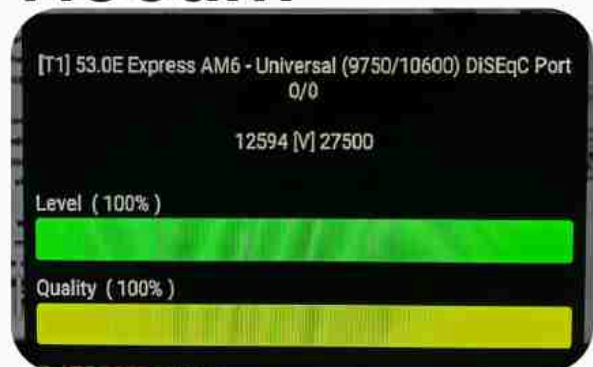 [T1] 53.0E Express AM6 - Universal (9750/10600) DiSEqC Port
0/0
12594 [V] 27500
Level ( 100% )
Quality ( 100% )